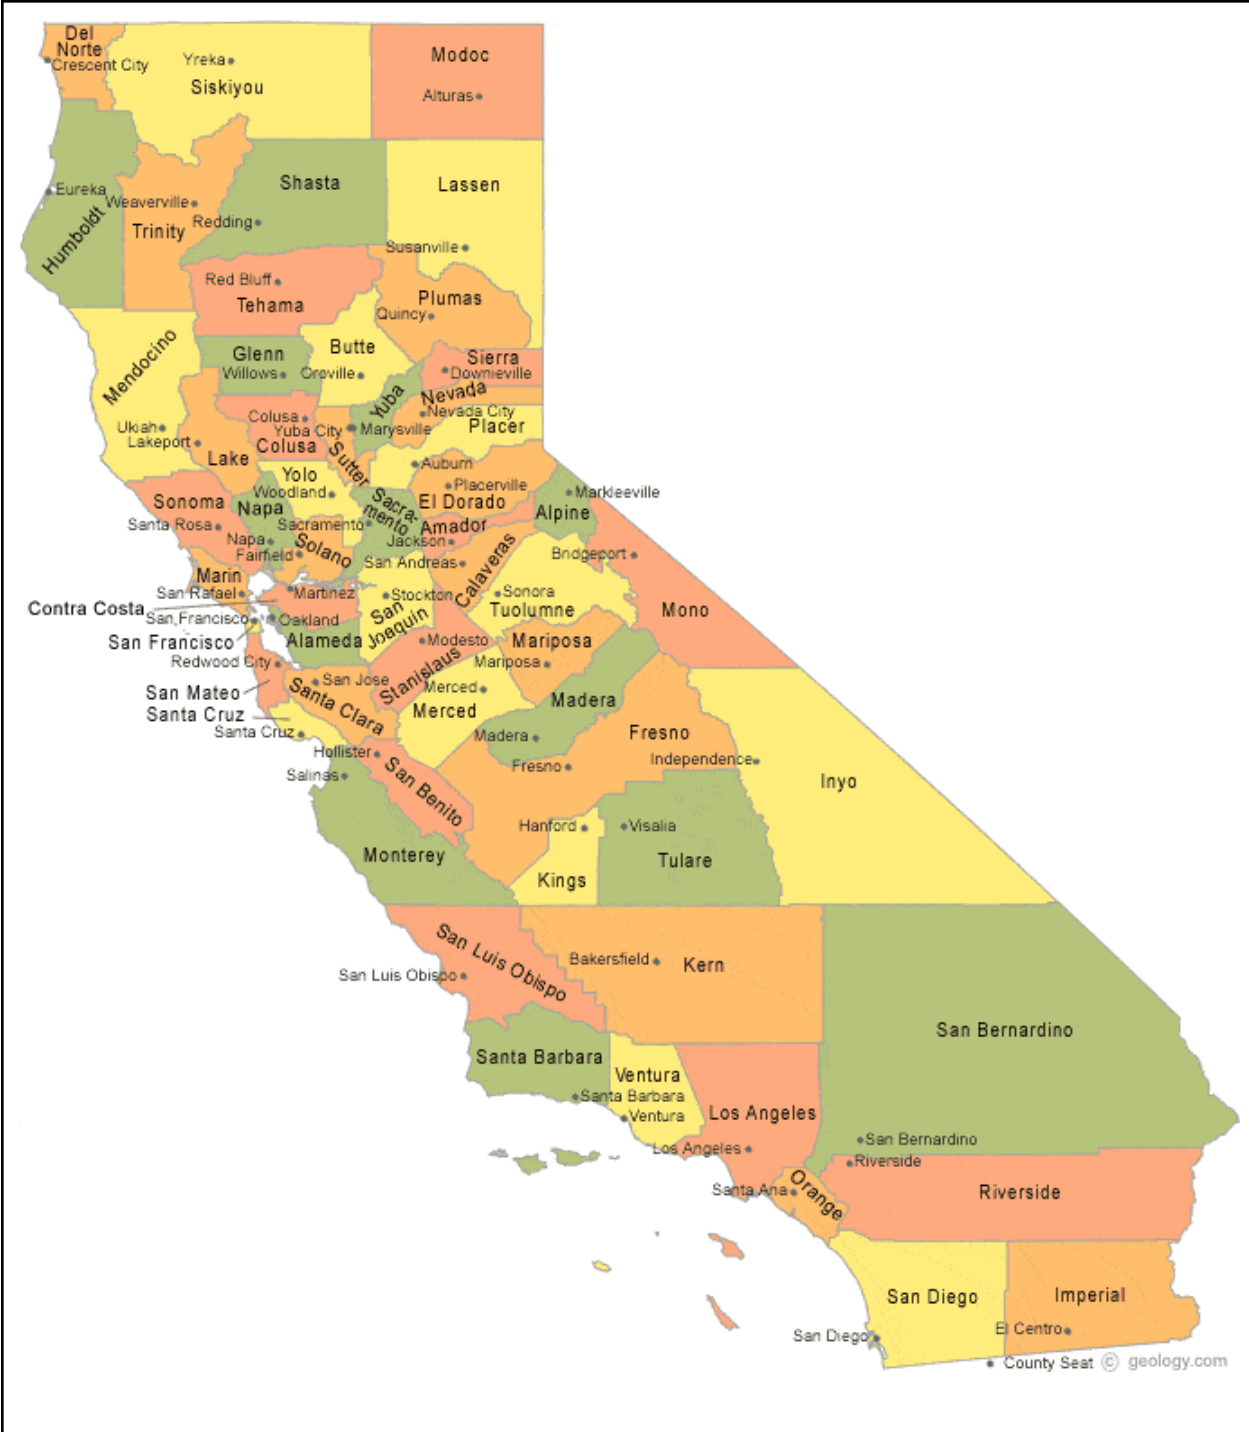 Del
Norte
Crescent City
Yreka
Siskiyou
Modoc
Alturas
Eureka
Humboldt
Weaverville
Trinity
Shasta
Redding
Lassen
Susanville
Red Bluff
Tehama
Plumas
Quincy
Mendocino
Ukiah
Lakeport
Lake
Glenn
Willows
Butte
Oroville
Sierra
Downieville
Yuba
Marysville
Nevada
Nevada City
Placer
Auburn
Colusa
Colusa
Yuba City
Sutter
Yolo
Woodland
Sonoma
Santa Rosa
Napa
Napa
Sacramento
Sacra-
mento
El Dorado
Placerville
Amador
Jackson
Alpine
Markleeville
Solano
Fairfield
Marin
San Rafael
Contra Costa
Martinez
San Andreas
Calaveras
Bridgeport
Mono
San Francisco
San Francisco
Oakland
Alameda
Stockton
San
Joaquin
Sonora
Tuolumne
Redwood City
San Mateo
Santa Cruz
Santa Cruz
San Jose
Santa Clara
Modesto
Stanislaus
Mariposa
Mariposa
Merced
Merced
Madera
Madera
Fresno
Fresno
Independence
Inyo
Hollister
San Benito
Salinas
Monterey
Hanford
Kings
Visalia
Tulare
San Luis Obispo
San Luis Obispo
Bakersfield
Kern
San Bernardino
San Bernardino
Santa Barbara
Santa Barbara
Ventura
Ventura
Los Angeles
Los Angeles
Riverside
Riverside
Santa Ana
Orange
San Diego
San Diego
Imperial
El Centro
County Seat © geology.com